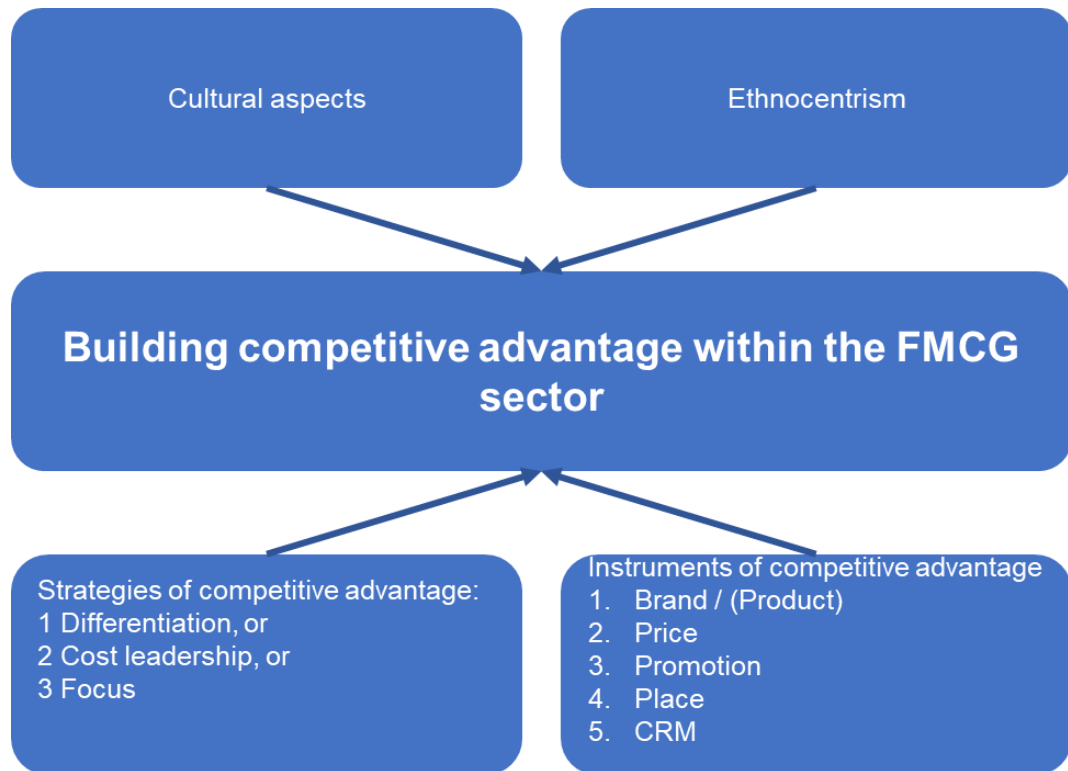 Cultural aspects
Ethnocentrism
Building competitive advantage within the FMCG
sector
Strategies of competitive advantage:
1 Differentiation, or
2 Cost leadership, or
3 Focus
Instruments of competitive advantage
1. Brand / (Product)
2. Price
3. Promotion
4. Place
5. CRM